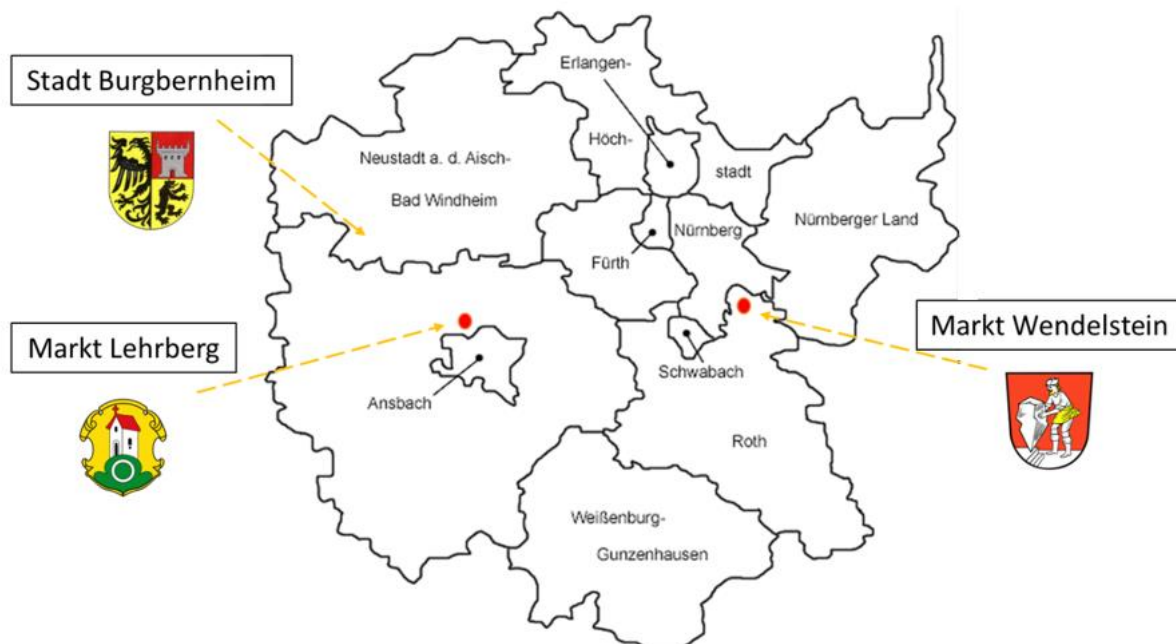 Erlangen-
Stadt Burgbernheim
Höch-
Neustadt a. d. Aisch-
stadt
Bad Windheim
Nürnberger Land
Nürnberg
Fürth
Markt Wendelstein
Markt Lehrberg
Schwabach
Ansbach
Roth
Weißenburg-
Gunzenhausen